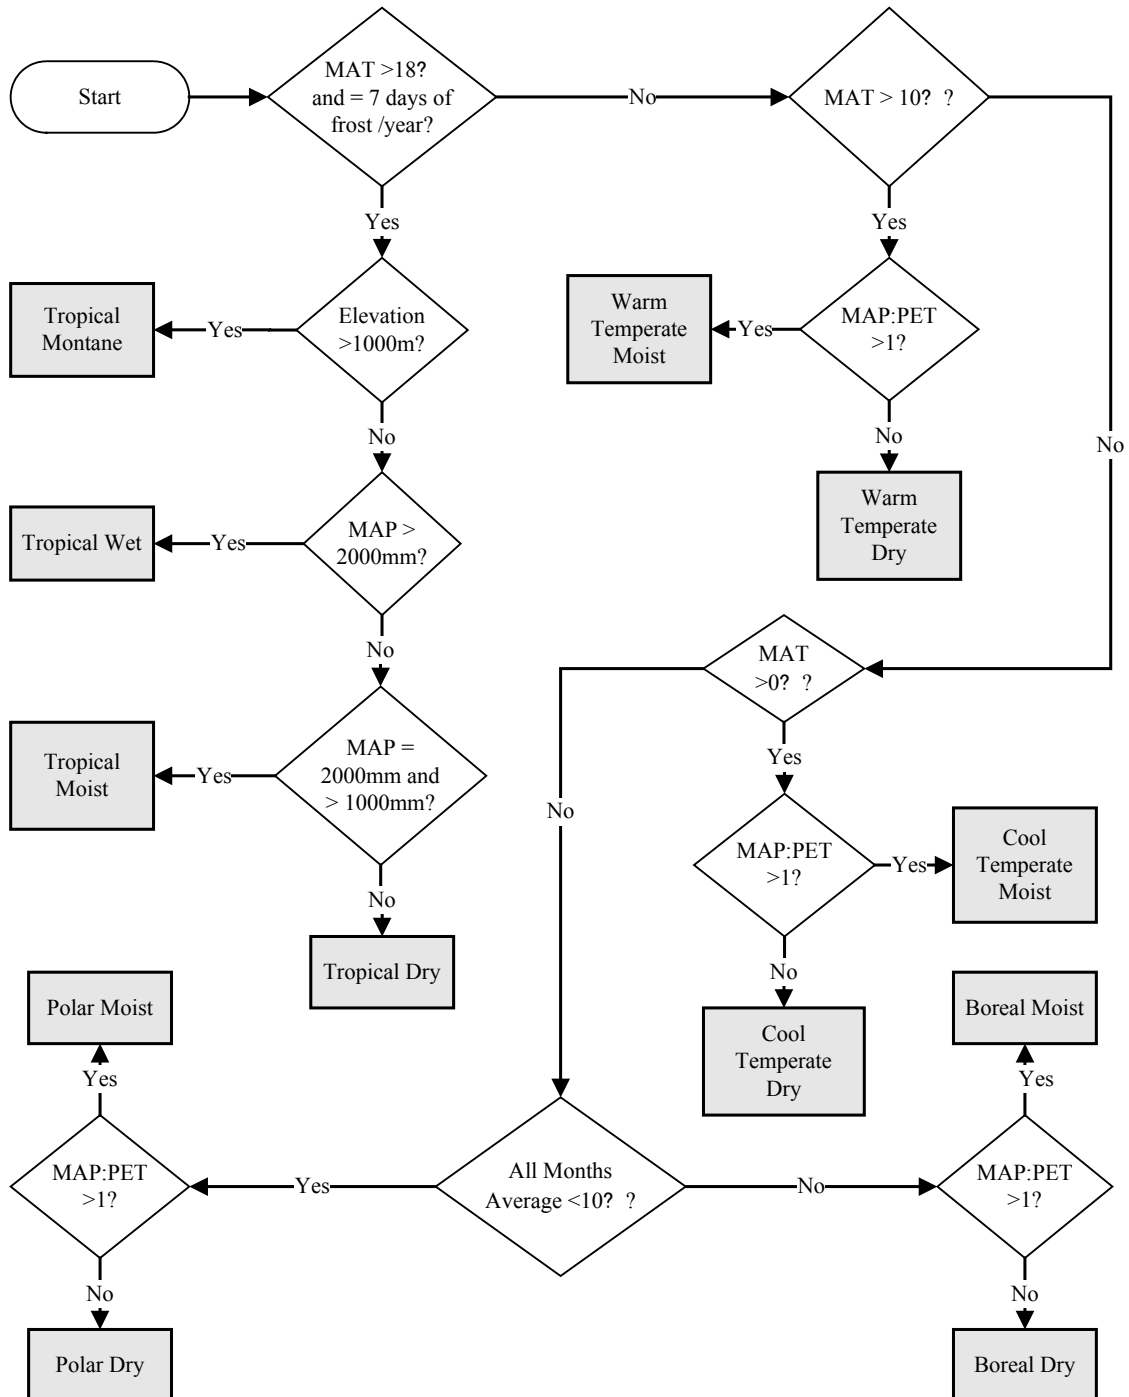 Start
MAT >18?
and = 7 days of
frost /year?
No
MAT > 10?  ?
Yes
Yes
Tropical
Montane
Yes
Elevation
>1000m?
Warm
Temperate
Moist
Yes
MAP:PET
>1?
No
No
No
Warm
Temperate
Dry
Tropical Wet
Yes
MAP >
2000mm?
No
MAT
>0?  ?
Tropical
Moist
Yes
MAP =
2000mm and
> 1000mm?
Yes
No
MAP:PET
>1?
Yes
Cool
Temperate
Moist
No
Tropical Dry
No
Cool
Temperate
Dry
Polar Moist
Boreal Moist
Yes
Yes
MAP:PET
>1?
Yes
All Months
Average <10?  ?
No
MAP:PET
>1?
No
No
Polar Dry
Boreal Dry